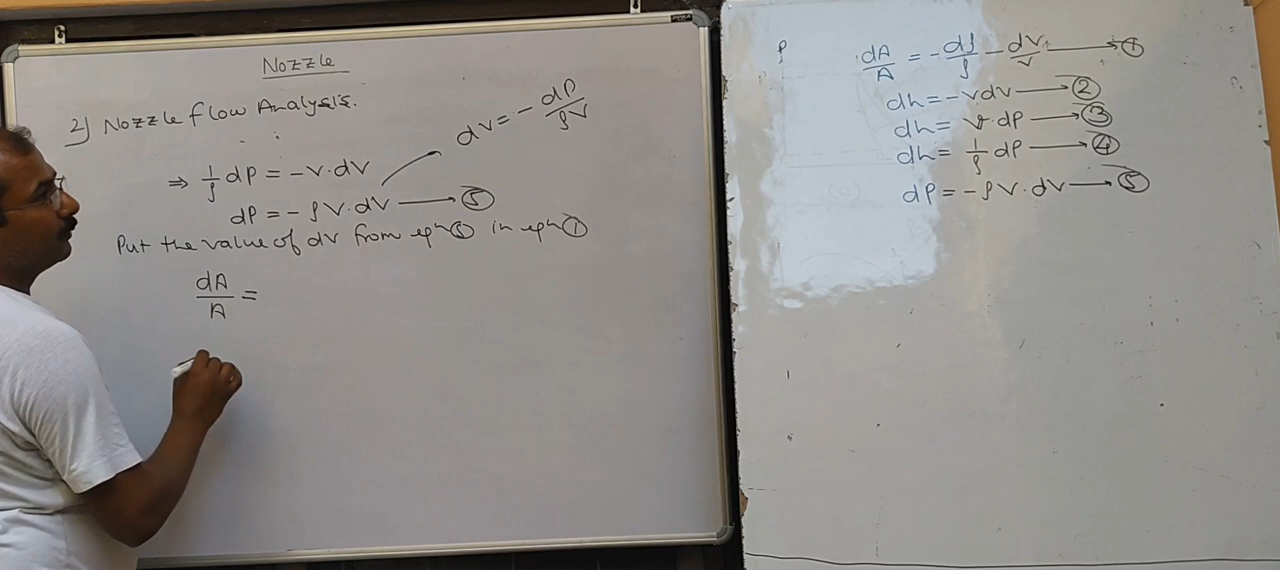 Nozzle
2) Nozzle flow Analysis.
dV = - dP/ρV
⇒ 1/ρ dP = -V·dV
dP = -ρV·dV → ⑤
Put the value of dv from eqn ⑤ in eqn ①
dA/A =
ρ
dA/A = -dρ/ρ - dV/V → ①
dh = -vdv → ②
dh = v·dP → ③
dh = 1/ρ dP → ④
dP = -ρV·dV → ⑤